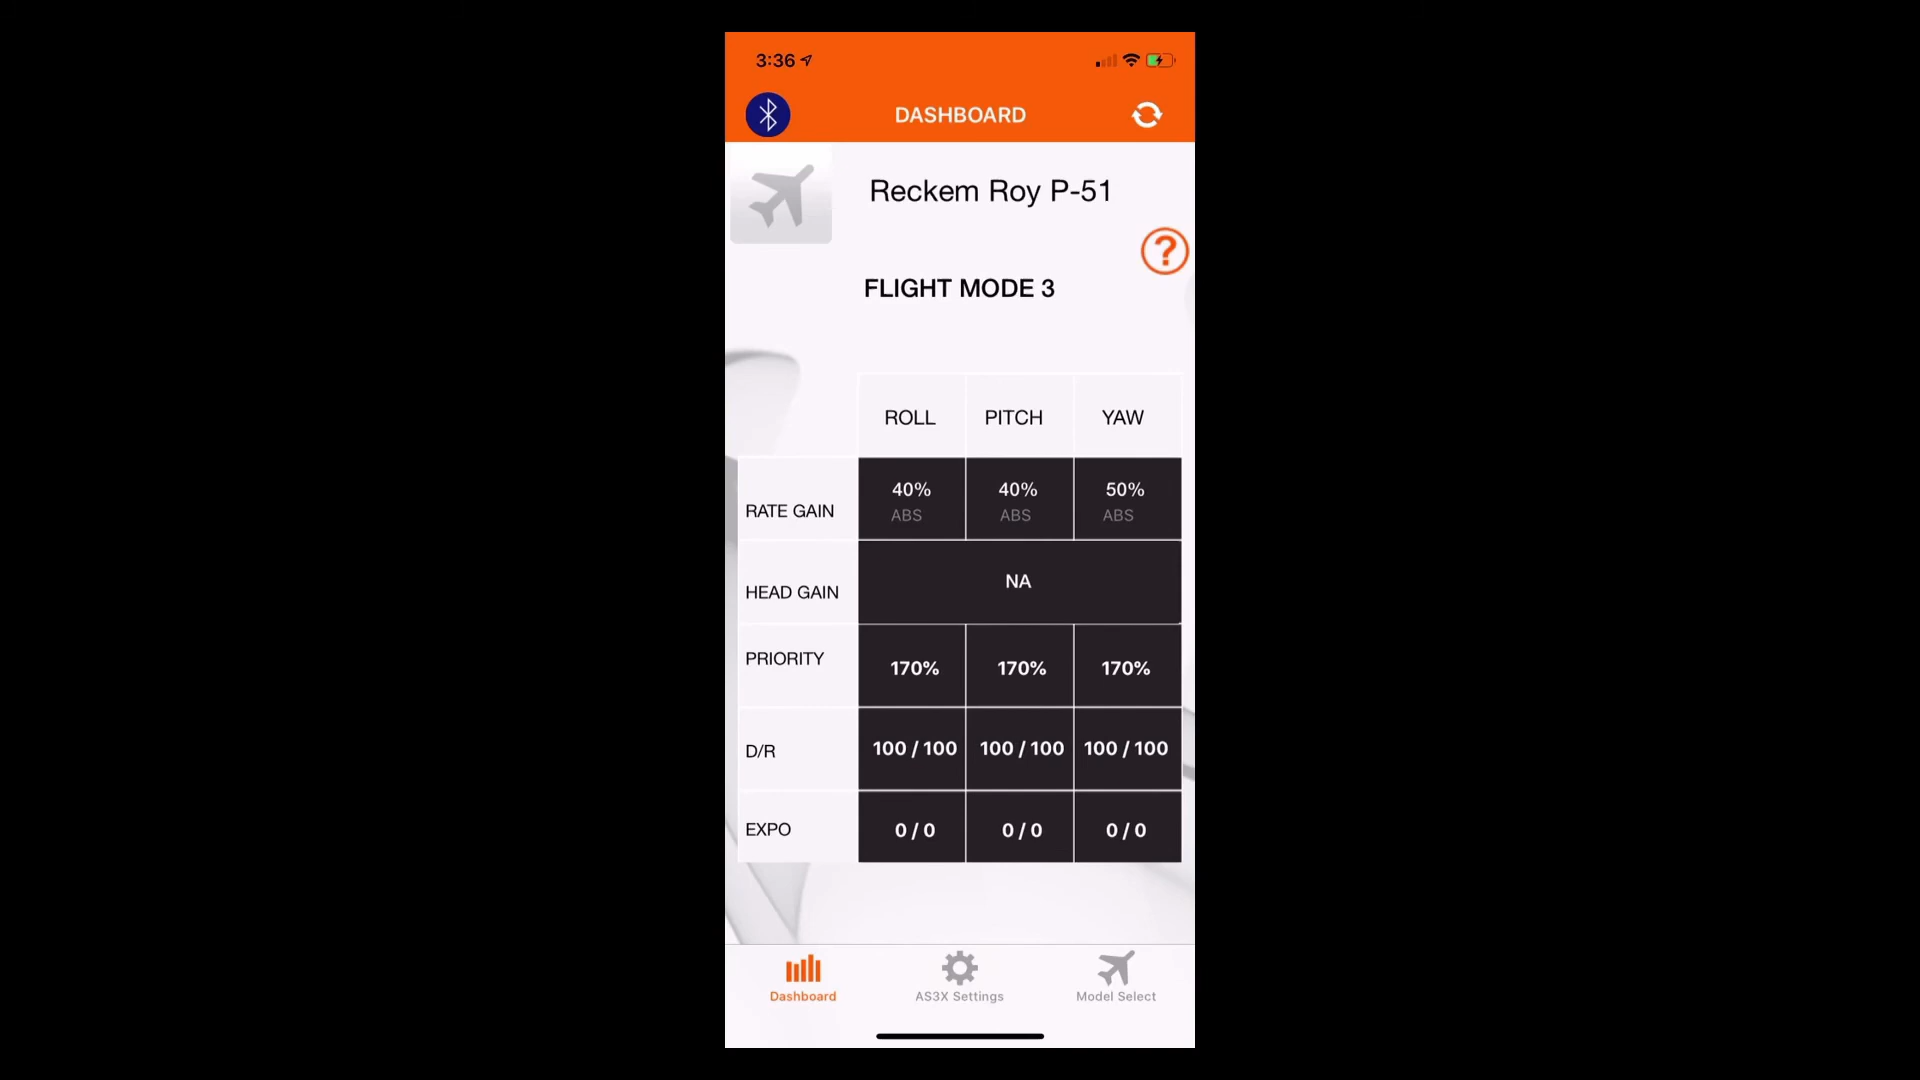 3:36
DASHBOARD
Reckem Roy P-51
?
FLIGHT MODE 3
ROLL PITCH YAW
RATE GAIN 40% ABS 40% ABS 50% ABS
HEAD GAIN NA
PRIORITY 170% 170% 170%
D/R 100 / 100 100 / 100 100 / 100
EXPO 0 / 0 0 / 0 0 / 0
Dashboard AS3X Settings Model Select